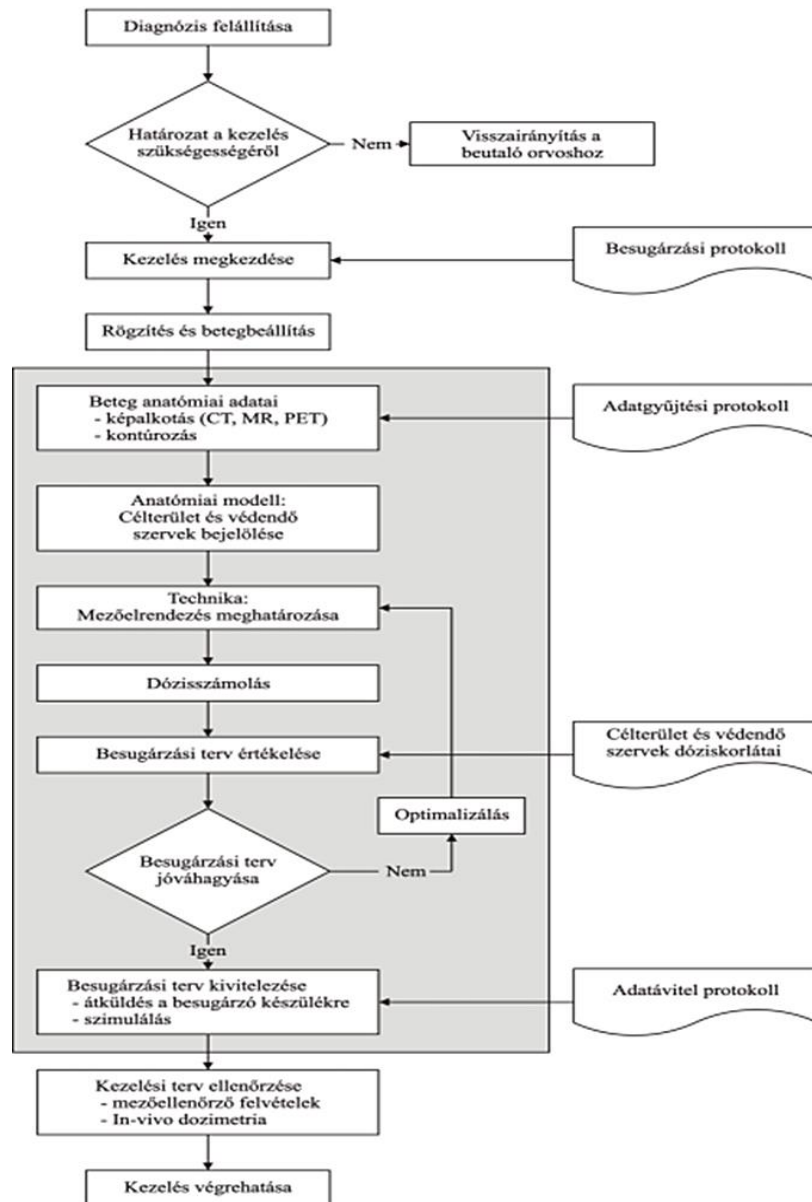 Diagnózis felállítása
Határozat a kezelés
szükségességéről
Nem
Visszairányítás a
beutaló orvoshoz
Igen
Kezelés megkezdése
Besugárzási protokoll
Rögzítés és betegbeállítás
Beteg anatómiai adatai
- képalkotás (CT, MR, PET)
- kontúrozás
Adatgyűjtési protokoll
Anatómiai modell:
Célterület és védendő
szervek bejelölése
Technika:
Mezőelrendezés meghatározása
Dózisszámolás
Besugárzási terv értékelése
Célterület és védendő
szervek dóziskorlátai
Optimalizálás
Besugárzási terv
jóváhagyása
Nem
Igen
Besugárzási terv kivitelezése
- átküldés a besugárzó készülékre
- szimulálás
Adatávitel protokoll
Kezelési terv ellenőrzése
- mezőellenőrző felvételek
- In-vivo dozimetria
Kezelés végrehatása